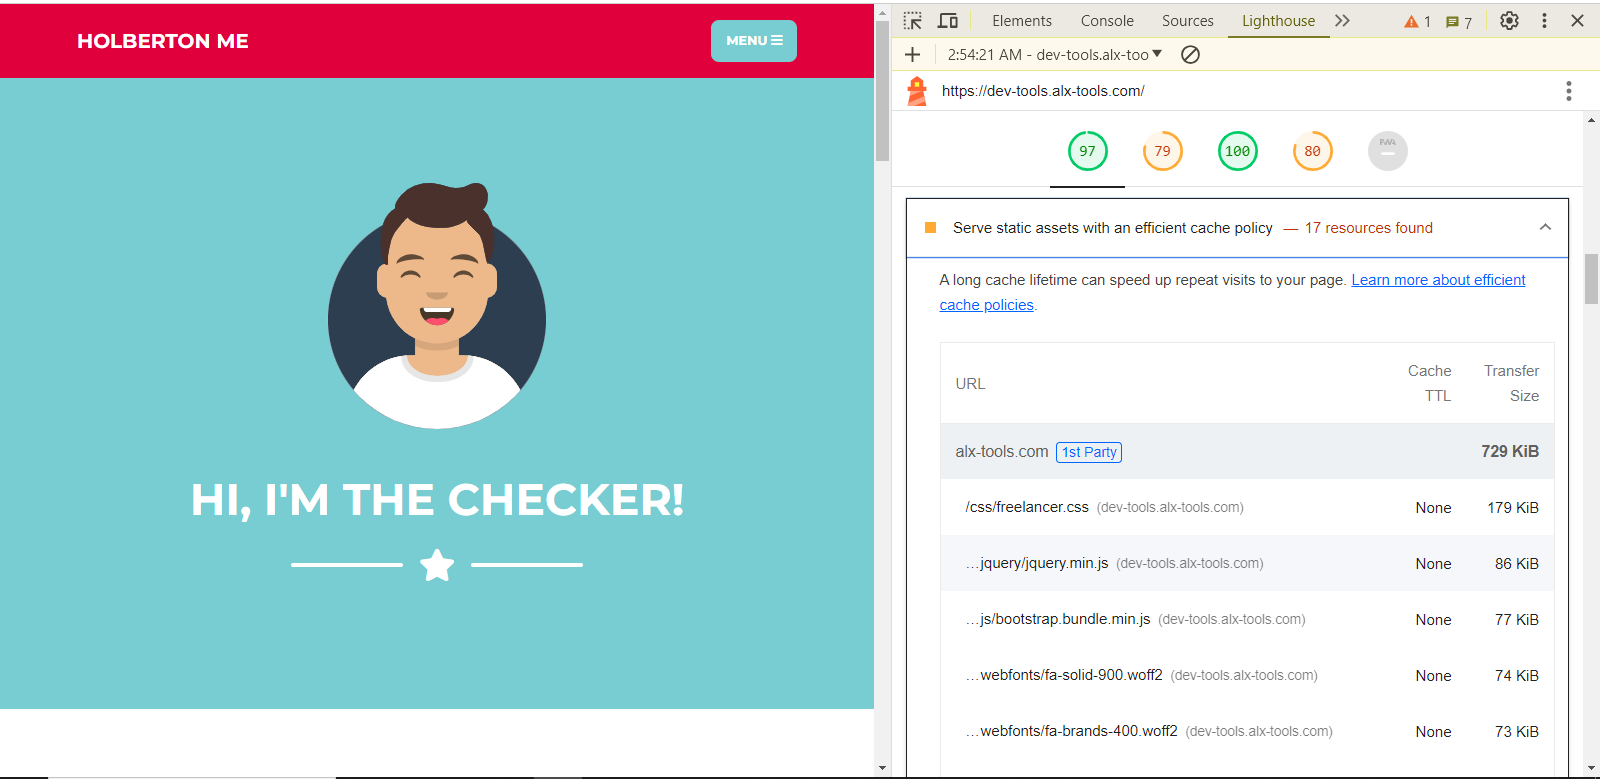 HOLBERTON ME
MENU
HI, I'M THE CHECKER!
Elements Console Sources Lighthouse 1 7
2:54:21 AM - dev-tools.alx-too
https://dev-tools.alx-tools.com/
97 79 100 80 PWA
Serve static assets with an efficient cache policy — 17 resources found
A long cache lifetime can speed up repeat visits to your page. Learn more about efficient
cache policies.
URL Cache TTL Transfer Size
alx-tools.com 1st Party 729 KiB
/css/freelancer.css (dev-tools.alx-tools.com) None 179 KiB
…jquery/jquery.min.js (dev-tools.alx-tools.com) None 86 KiB
…js/bootstrap.bundle.min.js (dev-tools.alx-tools.com) None 77 KiB
…webfonts/fa-solid-900.woff2 (dev-tools.alx-tools.com) None 74 KiB
…webfonts/fa-brands-400.woff2 (dev-tools.alx-tools.com) None 73 KiB